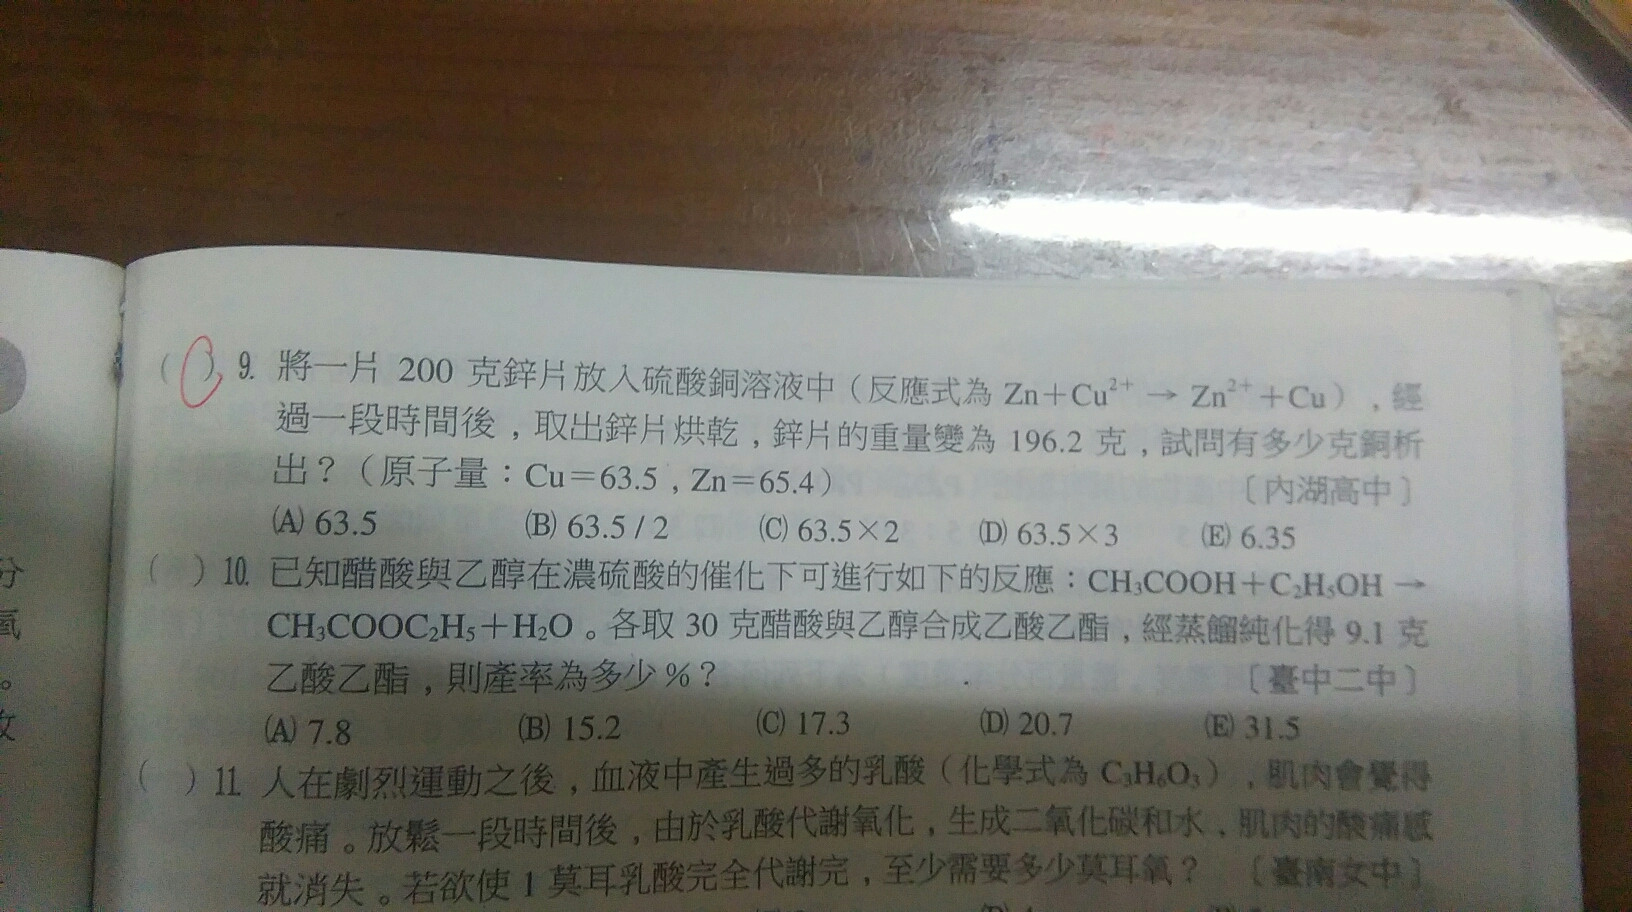 ( ) 9. 將一片 200 克鋅片放入硫酸銅溶液中（反應式為 Zn＋Cu²⁺ → Zn²⁺＋Cu），經
過一段時間後，取出鋅片烘乾，鋅片的重量變為 196.2 克，試問有多少克銅析
出？（原子量：Cu＝63.5，Zn＝65.4）〔內湖高中〕
(A) 63.5 (B) 63.5 / 2 (C) 63.5×2 (D) 63.5×3 (E) 6.35
( ) 10. 已知醋酸與乙醇在濃硫酸的催化下可進行如下的反應：CH₃COOH＋C₂H₅OH →
CH₃COOC₂H₅＋H₂O。各取 30 克醋酸與乙醇合成乙酸乙酯，經蒸餾純化得 9.1 克
乙酸乙酯，則產率為多少％？〔臺中二中〕
(A) 7.8 (B) 15.2 (C) 17.3 (D) 20.7 (E) 31.5
( ) 11. 人在劇烈運動之後，血液中產生過多的乳酸（化學式為 C₃H₆O₃），肌肉會覺得
酸痛。放鬆一段時間後，由於乳酸代謝氧化，生成二氧化碳和水，肌肉的酸痛感
就消失。若欲使 1 莫耳乳酸完全代謝完，至少需要多少莫耳氧？〔臺南女中〕
分
氧
。